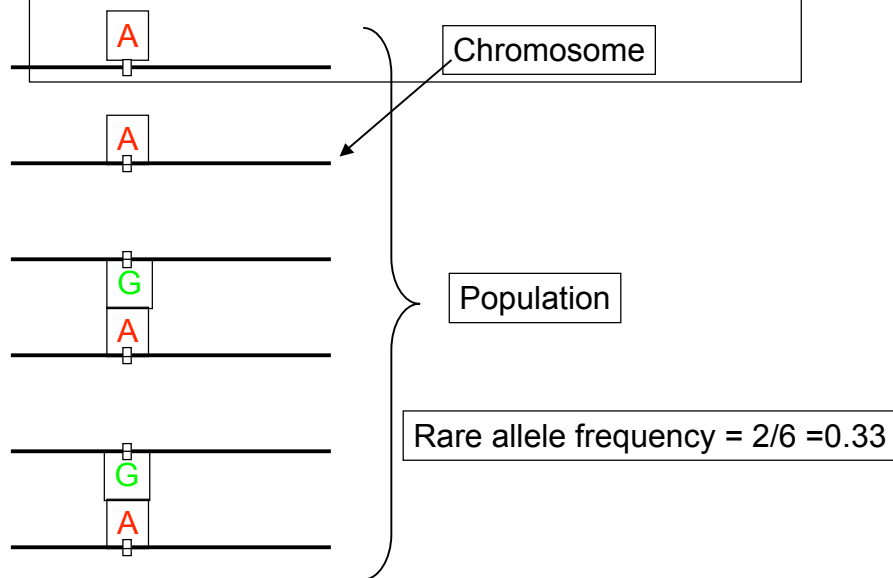 A
Chromosome
A
G
Population
A
Rare allele frequency = 2/6 =0.33
G
A